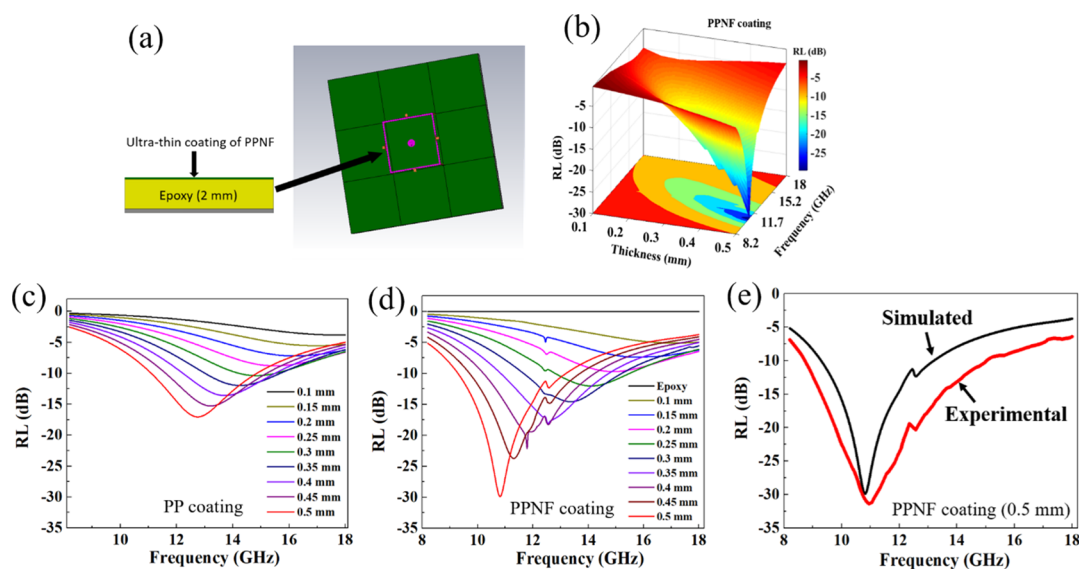 (a)
Ultra-thin coating of PPNF
Epoxy (2 mm)
(b)
PPNF coating
RL (dB)
-5
-10
-15
-20
-25
-5
-10
-15
-20
-25
-30
RL (dB)
0.1
0.2
0.3
0.4
0.5
Thickness (mm)
8.2
11.7
15.2
18
Frequency (GHz)
(c)
0
-5
-10
-15
-20
-25
-30
-35
RL (dB)
0.1 mm
0.15 mm
0.2 mm
0.25 mm
0.3 mm
0.35 mm
0.4 mm
0.45 mm
0.5 mm
PP coating
10
12
14
16
18
Frequency (GHz)
(d)
0
-5
-10
-15
-20
-25
-30
-35
RL (dB)
Epoxy
0.1 mm
0.15 mm
0.2 mm
0.25 mm
0.3 mm
0.35 mm
0.4 mm
0.45 mm
0.5 mm
PPNF coating
10
12
14
16
18
Frequency (GHz)
(e)
0
-5
-10
-15
-20
-25
-30
-35
RL (dB)
Simulated
Experimental
PPNF coating (0.5 mm)
8
10
12
14
16
18
Frequency (GHz)